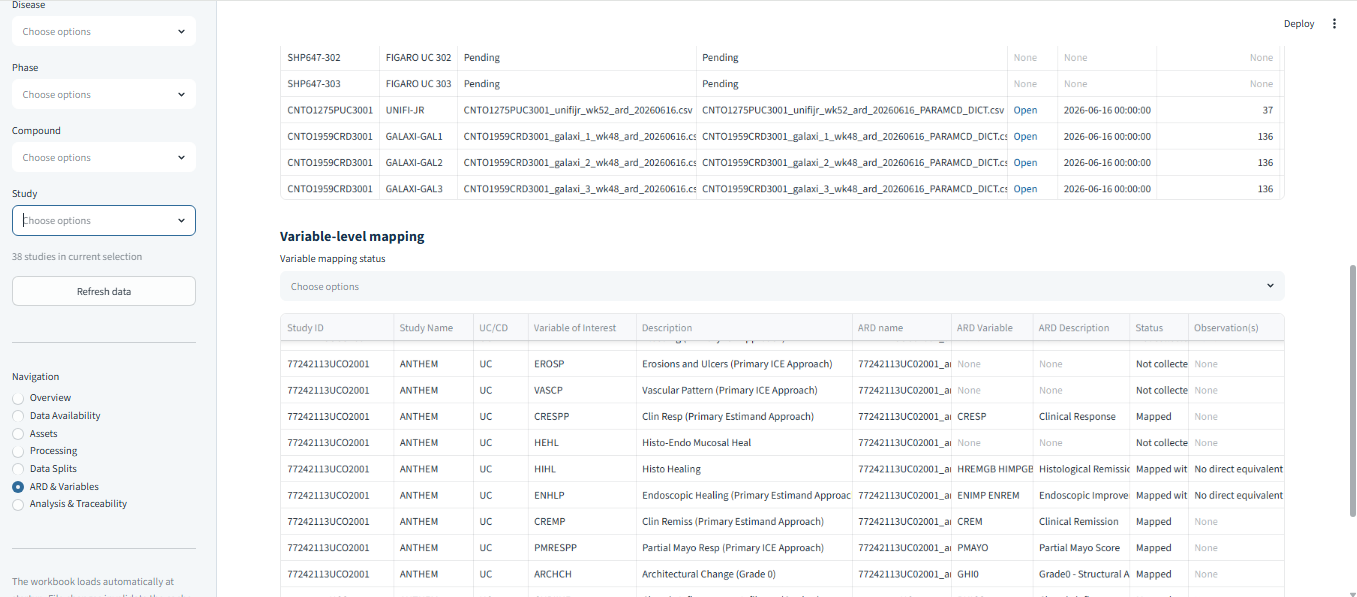 Disease
Choose options
Phase
Choose options
Compound
Choose options
Study
Choose options
38 studies in current selection
Refresh data
Navigation
Overview
Data Availability
Assets
Processing
Data Splits
ARD & Variables
Analysis & Traceability
The workbook loads automatically at
Deploy
SHP647-302 FIGARO UC 302 Pending Pending None None None
SHP647-303 FIGARO UC 303 Pending Pending None None None
CNTO1275PUC3001 UNIFI-JR CNTO1275PUC3001_unifijr_wk52_ard_20260616.csv CNTO1275PUC3001_unifijr_wk52_ard_20260616_PARAMCD_DICT.csv Open 2026-06-16 00:00:00 37
CNTO1959CRD3001 GALAXI-GAL1 CNTO1959CRD3001_galaxi_1_wk48_ard_20260616.cs CNTO1959CRD3001_galaxi_1_wk48_ard_20260616_PARAMCD_DICT.cs Open 2026-06-16 00:00:00 136
CNTO1959CRD3001 GALAXI-GAL2 CNTO1959CRD3001_galaxi_2_wk48_ard_20260616.cs CNTO1959CRD3001_galaxi_2_wk48_ard_20260616_PARAMCD_DICT.cs Open 2026-06-16 00:00:00 136
CNTO1959CRD3001 GALAXI-GAL3 CNTO1959CRD3001_galaxi_3_wk48_ard_20260616.cs CNTO1959CRD3001_galaxi_3_wk48_ard_20260616_PARAMCD_DICT.cs Open 2026-06-16 00:00:00 136
Variable-level mapping
Variable mapping status
Choose options
Study ID Study Name UC/CD Variable of Interest Description ARD name ARD Variable ARD Description Status Observation(s)
77242113UCO2001 ANTHEM UC EROSP Erosions and Ulcers (Primary ICE Approach) 77242113UC02001_ar None None Not collecte None
77242113UCO2001 ANTHEM UC VASCP Vascular Pattern (Primary ICE Approach) 77242113UC02001_ar None None Not collecte None
77242113UCO2001 ANTHEM UC CRESPP Clin Resp (Primary Estimand Approach) 77242113UC02001_ar CRESP Clinical Response Mapped None
77242113UCO2001 ANTHEM UC HEHL Histo-Endo Mucosal Heal 77242113UC02001_ar None None Not collecte None
77242113UCO2001 ANTHEM UC HIHL Histo Healing 77242113UC02001_ar HREMGB HIMPGB Histological Remissic Mapped wit No direct equivalent
77242113UCO2001 ANTHEM UC ENHLP Endoscopic Healing (Primary Estimand Approac 77242113UC02001_ar ENIMP ENREM Endoscopic Improve Mapped wit No direct equivalent
77242113UCO2001 ANTHEM UC CREMP Clin Remiss (Primary Estimand Approach) 77242113UC02001_ar CREM Clinical Remission Mapped None
77242113UCO2001 ANTHEM UC PMRESPP Partial Mayo Resp (Primary ICE Approach) 77242113UC02001_ar PMAYO Partial Mayo Score Mapped None
77242113UCO2001 ANTHEM UC ARCHCH Architectural Change (Grade 0) 77242113UC02001_ar GHI0 Grade0 - Structural A Mapped None